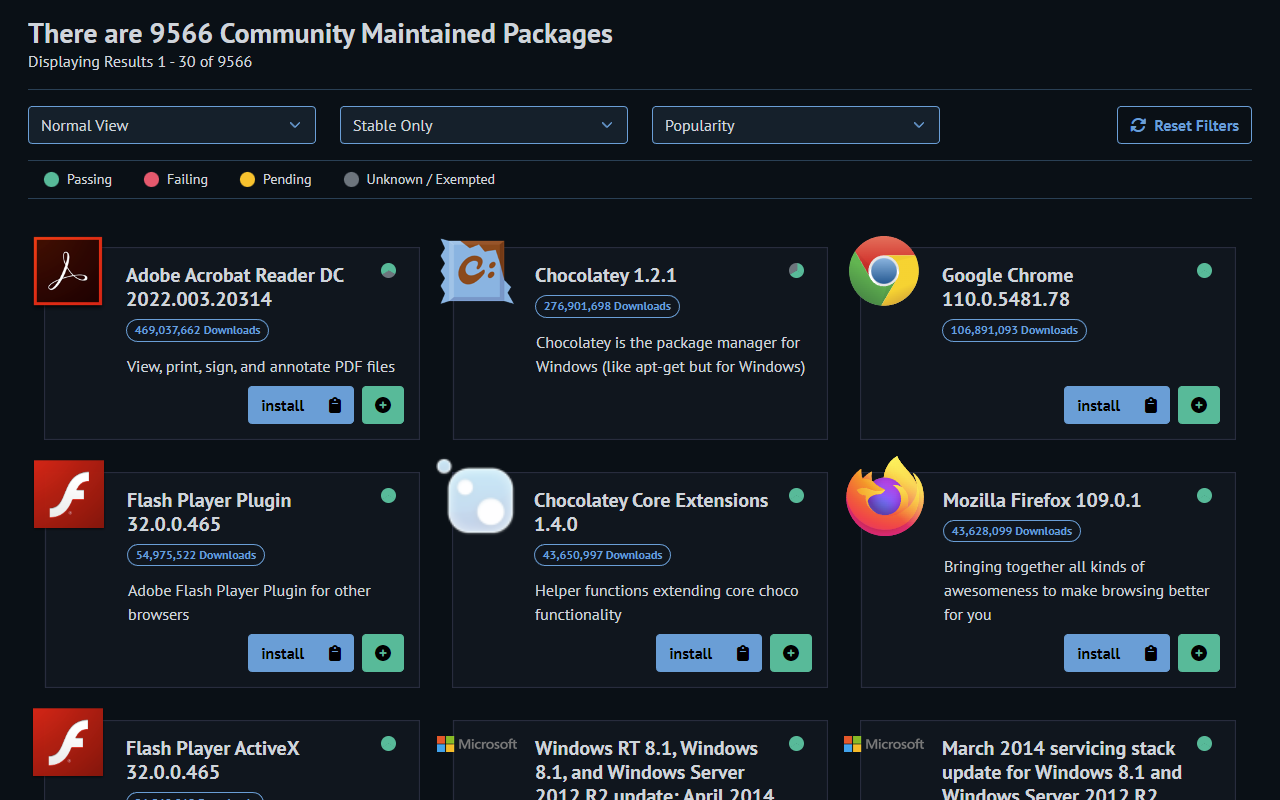 There are 9566 Community Maintained Packages
Displaying Results 1 - 30 of 9566
Normal View
Stable Only
Popularity
Reset Filters
Passing
Failing
Pending
Unknown / Exempted
Adobe Acrobat Reader DC
2022.003.20314
469,037,662 Downloads
View, print, sign, and annotate PDF files
install
Chocolatey 1.2.1
276,901,698 Downloads
Chocolatey is the package manager for
Windows (like apt-get but for Windows)
Google Chrome
110.0.5481.78
106,891,093 Downloads
install
Flash Player Plugin
32.0.0.465
54,975,522 Downloads
Adobe Flash Player Plugin for other
browsers
install
Chocolatey Core Extensions
1.4.0
43,650,997 Downloads
Helper functions extending core choco
functionality
install
Mozilla Firefox 109.0.1
43,628,099 Downloads
Bringing together all kinds of
awesomeness to make browsing better
for you
install
Flash Player ActiveX
32.0.0.465
Microsoft
Windows RT 8.1, Windows
8.1, and Windows Server
2012 R2 update: April 2014
Microsoft
March 2014 servicing stack
update for Windows 8.1 and
Windows Server 2012 R2